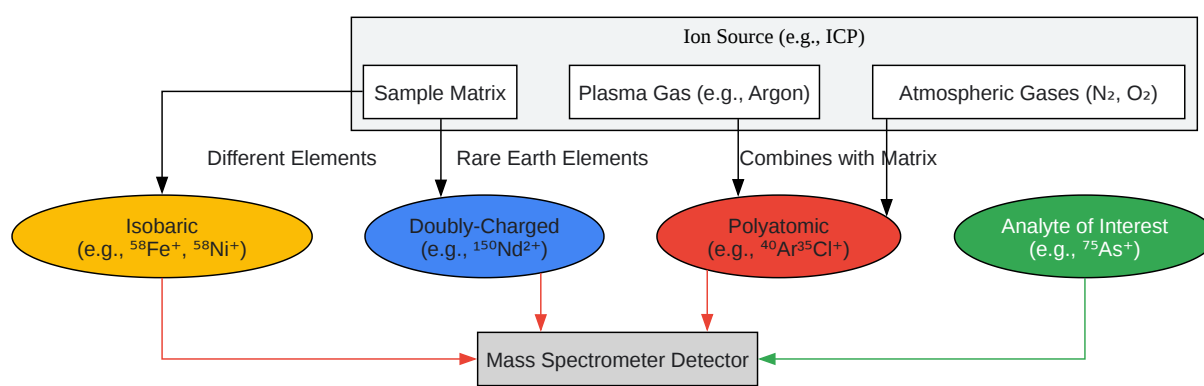 Ion Source (e.g., ICP)
Sample Matrix
Plasma Gas (e.g., Argon)
Atmospheric Gases (N₂, O₂)
Different Elements
Rare Earth Elements
Combines with Matrix
Isobaric
(e.g., ⁵⁸Fe⁺, ⁵⁸Ni⁺)
Doubly-Charged
(e.g., ¹⁵⁰Nd²⁺)
Polyatomic
(e.g., ⁴⁰Ar³⁵Cl⁺)
Analyte of Interest
(e.g., ⁷⁵As⁺)
Mass Spectrometer Detector